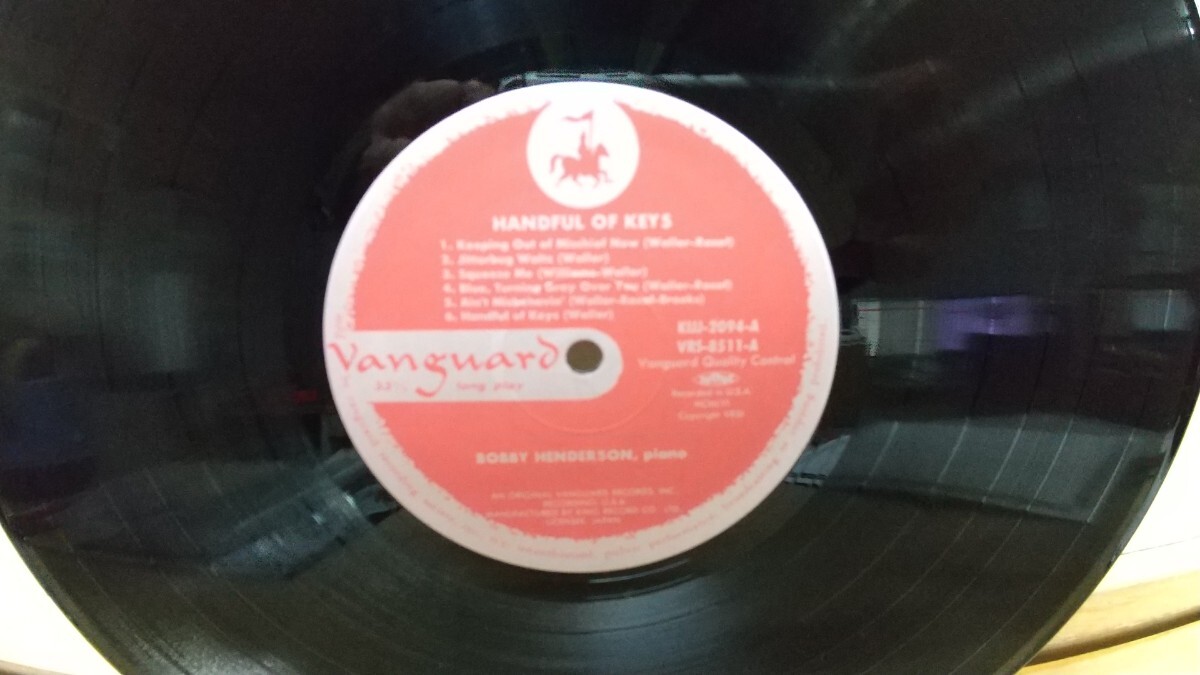 HANDFUL OF KEYS
1. Keeping Out of Mischief Now (Waller-Razaf)
2. Jitterbug Waltz (Waller)
3. Squeeze Me (Williams-Waller)
4. Blue, Turning Grey Over You (Waller-Razaf)
5. Ain't Misbehavin' (Waller-Razaf-Brooks)
6. Handful of Keys (Waller)
KIJJ-2094-A
VRS-8511-A
Vanguard Quality Control
Vanguard
33⅓ long play
Recorded in U.S.A.
Copyright
BOBBY HENDERSON, piano
AN ORIGINAL VANGUARD RECORDS, INC.
RECORDING, U.S.A.
MANUFACTURED BY KING RECORD CO. LTD.
JAPAN